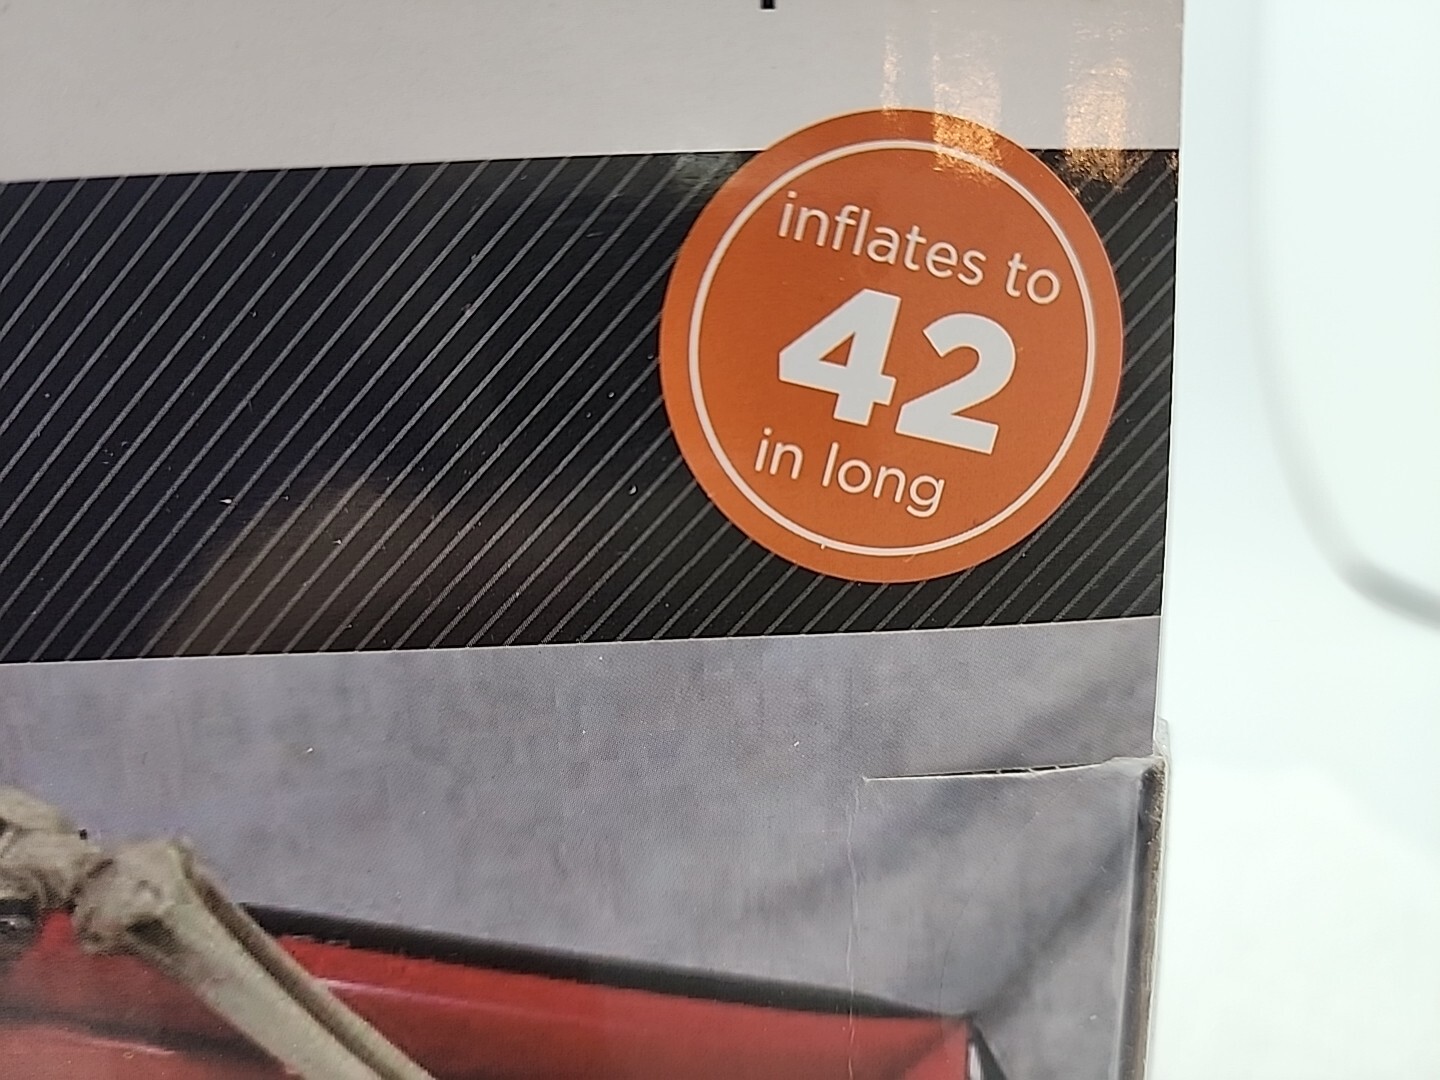 inflates to
42
in long